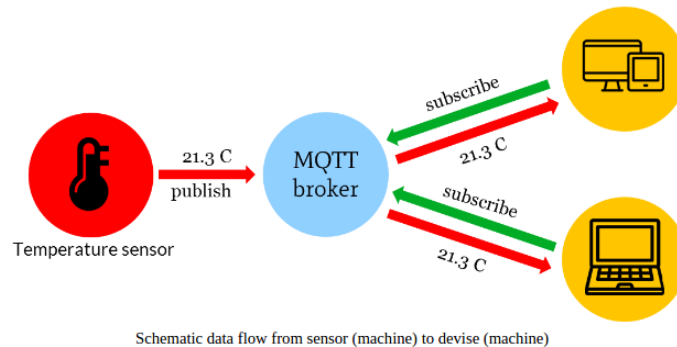 21.3 C
publish
Temperature sensor
MQTT
broker
subscribe
21.3 C
subscribe
21.3 C
Schematic data flow from sensor (machine) to devise (machine)